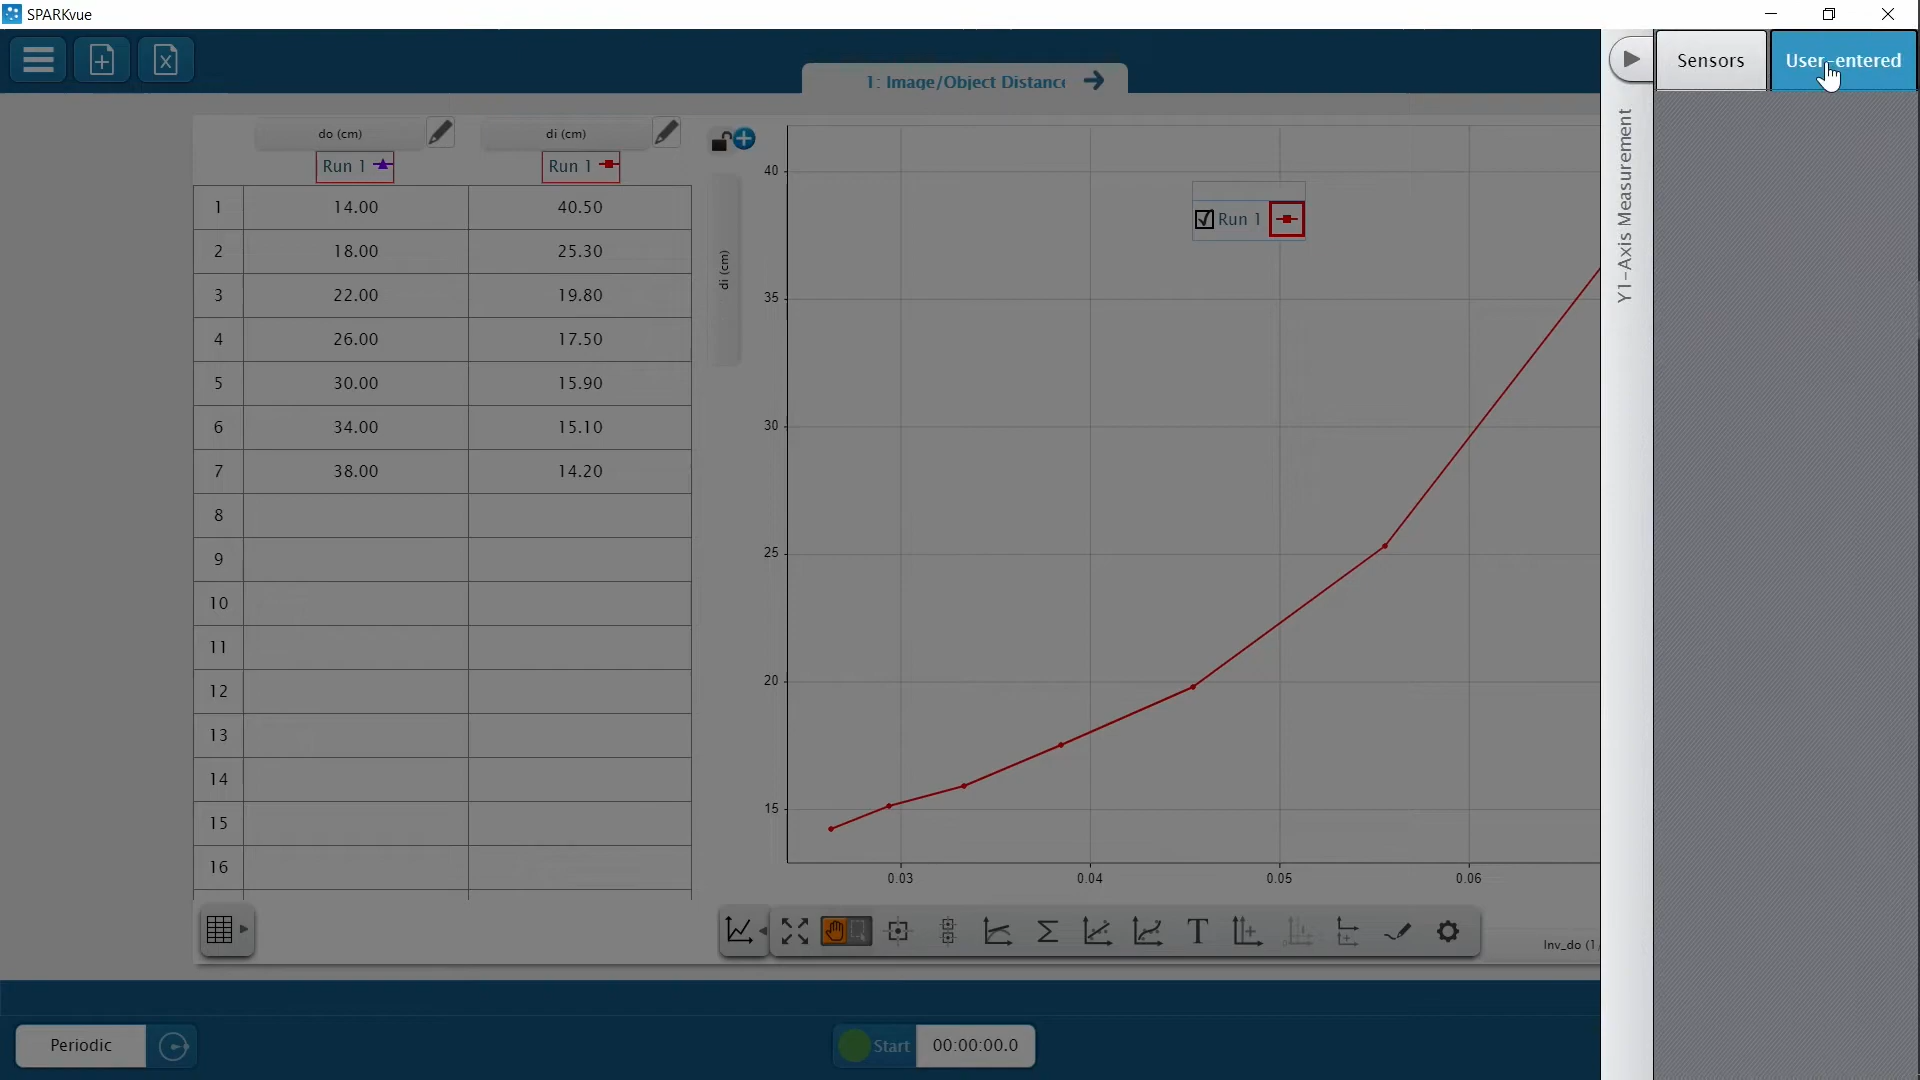 SPARKvue
1: Image/Object Distance
Sensors
User-entered
Y1-Axis Measurement
do (cm)
di (cm)
Run 1
Run 1
1 14.00 40.50
2 18.00 25.30
3 22.00 19.80
4 26.00 17.50
5 30.00 15.90
6 34.00 15.10
7 38.00 14.20
8
9
10
11
12
13
14
15
16
di (cm)
40
35
30
25
20
15
Run 1
0.03 0.04 0.05 0.06
T
Inv_do (1
Periodic
Start
00:00:00.0